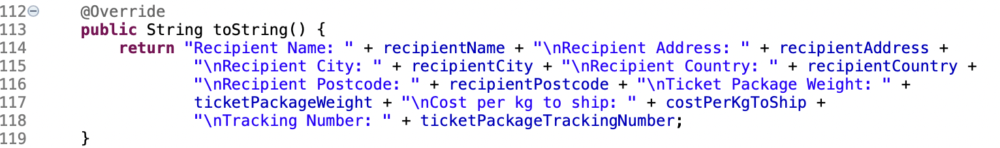 112 @Override
113 public String toString() {
114 return "Recipient Name: " + recipientName + "\nRecipient Address: " + recipientAddress +
115 "\nRecipient City: " + recipientCity + "\nRecipient Country: " + recipientCountry +
116 "\nRecipient Postcode: " + recipientPostcode + "\nTicket Package Weight: " +
117 ticketPackageWeight + "\nCost per kg to ship: " + costPerKgToShip +
118 "\nTracking Number: " + ticketPackageTrackingNumber;
119 }